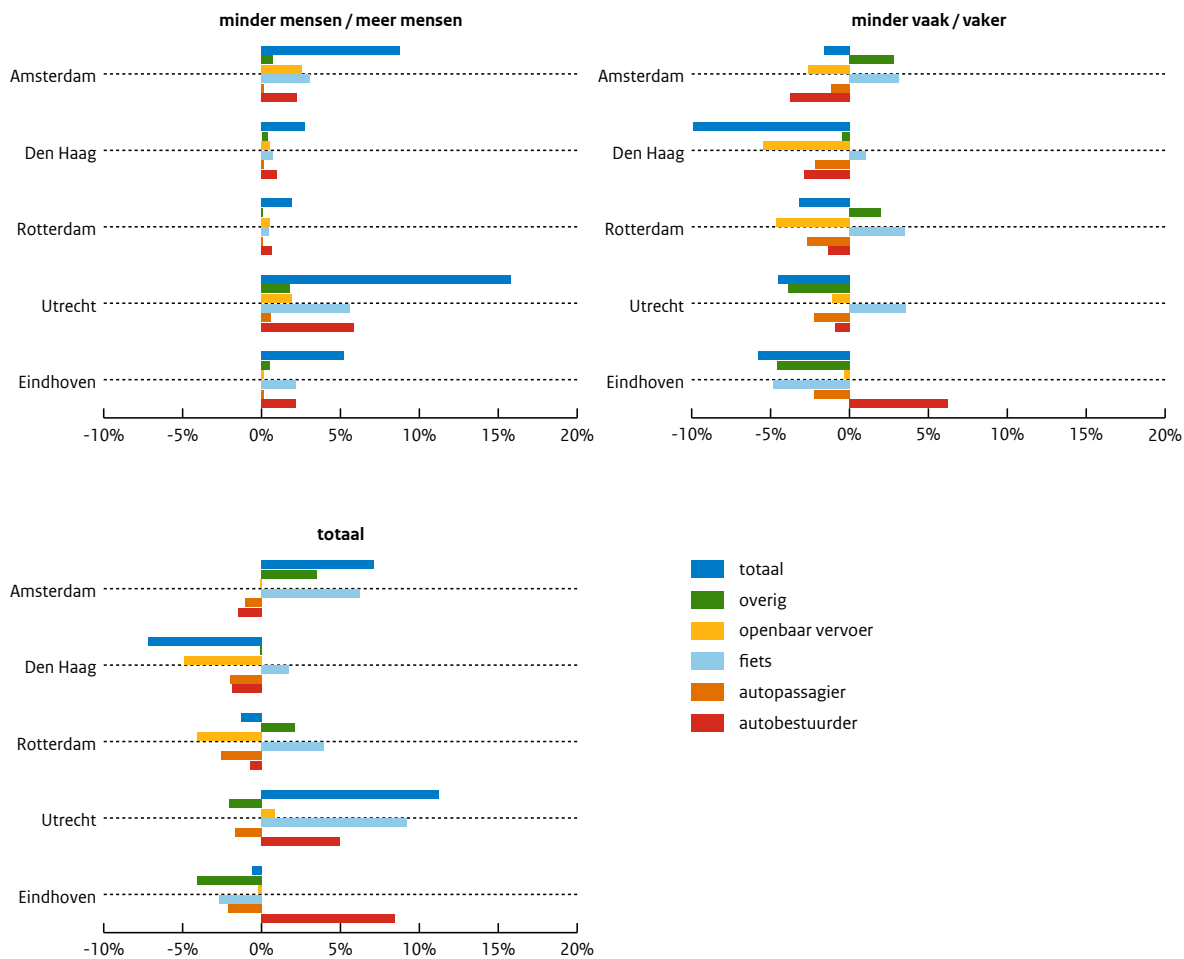 minder mensen / meer mensen
Amsterdam
Den Haag
Rotterdam
Utrecht
Eindhoven
-10% -5% 0% 5% 10% 15% 20%
minder vaak / vaker
Amsterdam
Den Haag
Rotterdam
Utrecht
Eindhoven
-10% -5% 0% 5% 10% 15% 20%
totaal
Amsterdam
Den Haag
Rotterdam
Utrecht
Eindhoven
-10% -5% 0% 5% 10% 15% 20%
totaal
overig
openbaar vervoer
fiets
autopassagier
autobestuurder